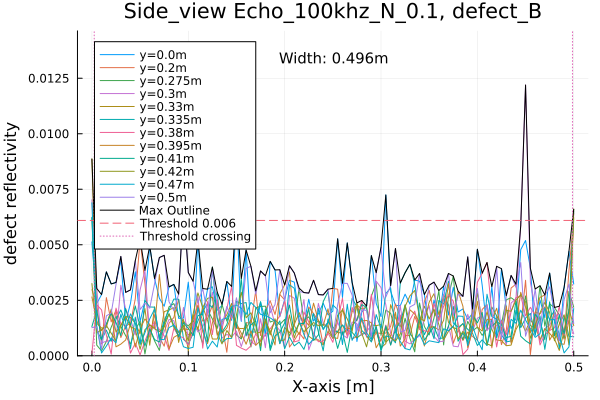 Side_view Echo_100khz_N_0.1, defect_B
Width: 0.496m
y=0.0m
y=0.2m
y=0.275m
y=0.3m
y=0.33m
y=0.335m
y=0.38m
y=0.395m
y=0.41m
y=0.42m
y=0.47m
y=0.5m
Max Outline
Threshold 0.006
Threshold crossing
defect reflectivity
0.0125
0.0100
0.0075
0.0050
0.0025
0.0000
0.0 0.1 0.2 0.3 0.4 0.5
X-axis [m]